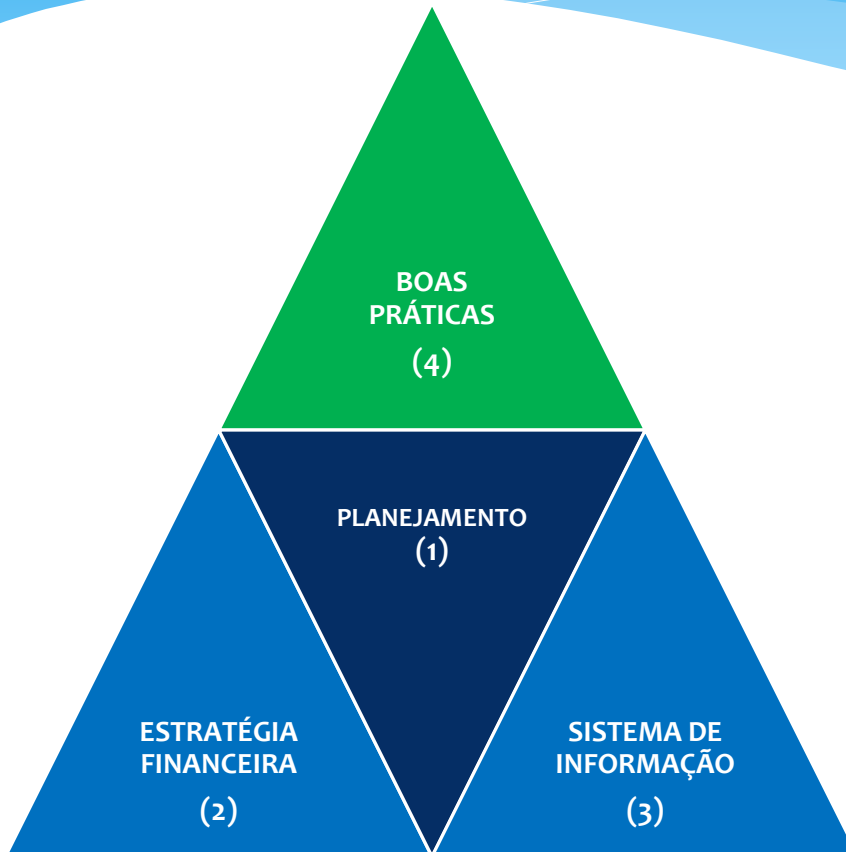 BOAS
PRÁTICAS
(4)
PLANEJAMENTO
(1)
ESTRATÉGIA
FINANCEIRA
(2)
SISTEMA DE
INFORMAÇÃO
(3)